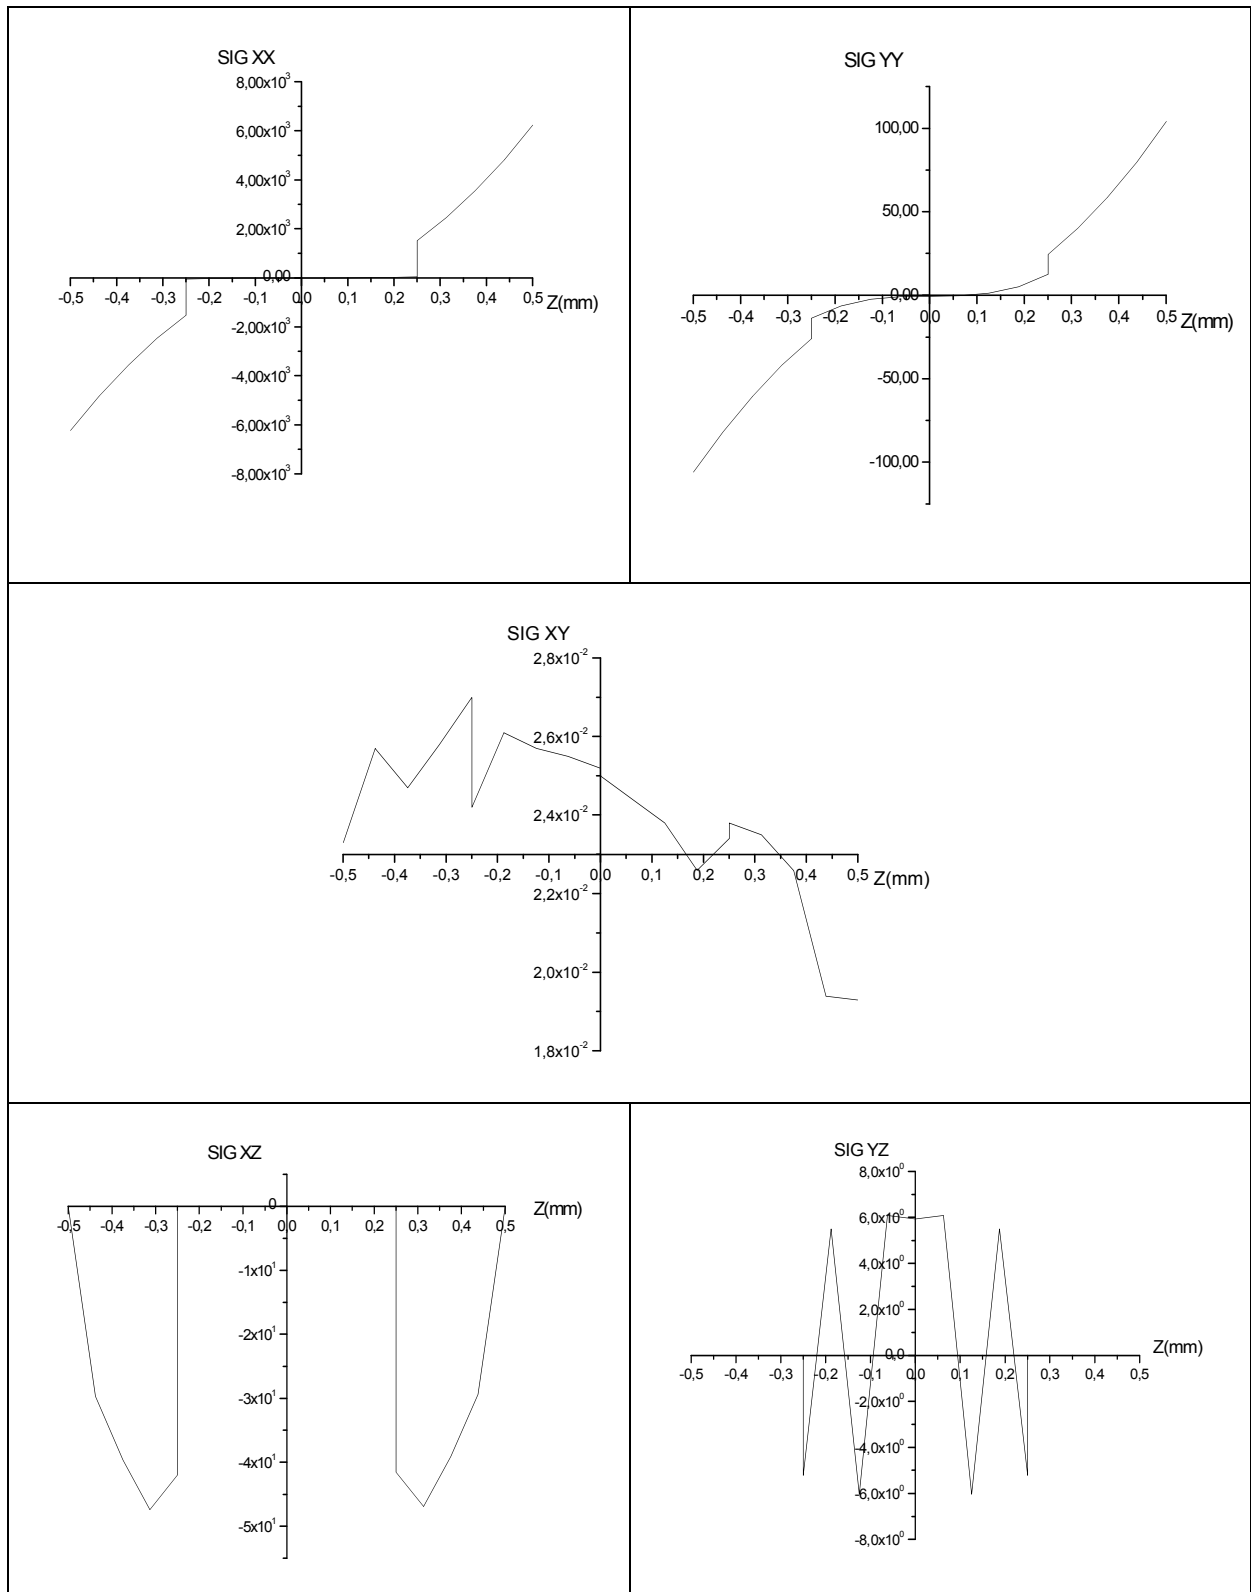 SIG XX
8,00x10³
6,00x10³
4,00x10³
2,00x10³
0,00
-0,5 -0,4 -0,3 -0,2 -0,1 0,0 0,1 0,2 0,3 0,4 0,5 Z(mm)
-2,00x10³
-4,00x10³
-6,00x10³
-8,00x10³
SIG YY
100,00
50,00
0,00
-0,5 -0,4 -0,3 -0,2 -0,1 0,0 0,1 0,2 0,3 0,4 0,5 Z(mm)
-50,00
-100,00
SIG XY
2,8x10⁻²
2,6x10⁻²
2,4x10⁻²
-0,5 -0,4 -0,3 -0,2 -0,1 0,0 0,1 0,2 0,3 0,4 0,5 Z(mm)
2,2x10⁻²
2,0x10⁻²
1,8x10⁻²
SIG XZ
0
-0,5 -0,4 -0,3 -0,2 -0,1 0,0 0,1 0,2 0,3 0,4 0,5 Z(mm)
-1x10¹
-2x10¹
-3x10¹
-4x10¹
-5x10¹
SIG YZ
8,0x10⁰
6,0x10⁰
4,0x10⁰
2,0x10⁰
0,0
-0,5 -0,4 -0,3 -0,2 -0,1 0,0 0,1 0,2 0,3 0,4 0,5 Z(mm)
-2,0x10⁰
-4,0x10⁰
-6,0x10⁰
-8,0x10⁰